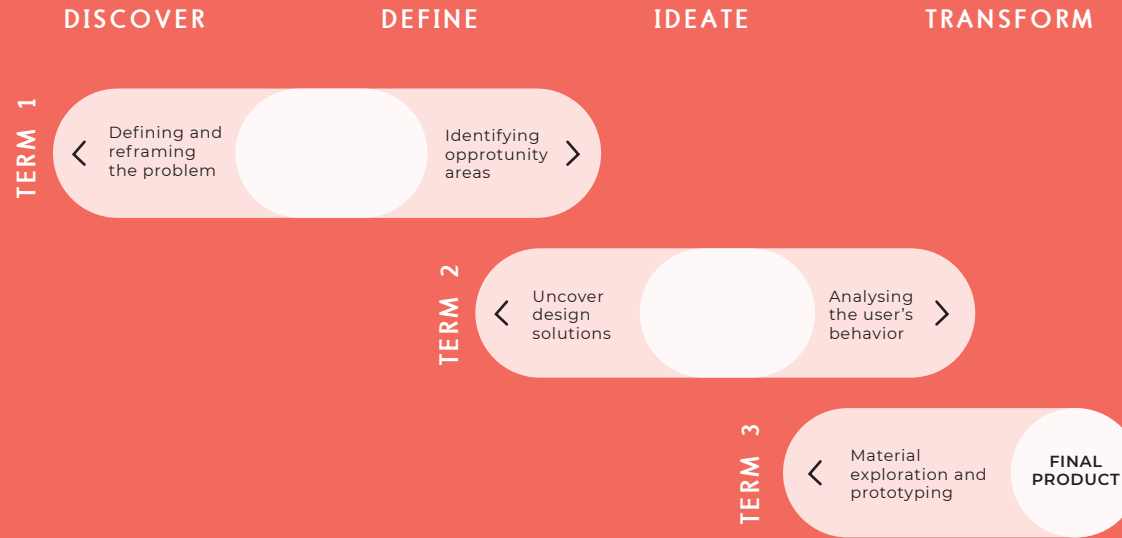 DISCOVER DEFINE IDEATE TRANSFORM
TERM 1
Defining and
reframing
the problem
Identifying
opprotunity
areas
TERM 2
Uncover
design
solutions
Analysing
the user’s
behavior
TERM 3
Material
exploration and
prototyping
FINAL
PRODUCT